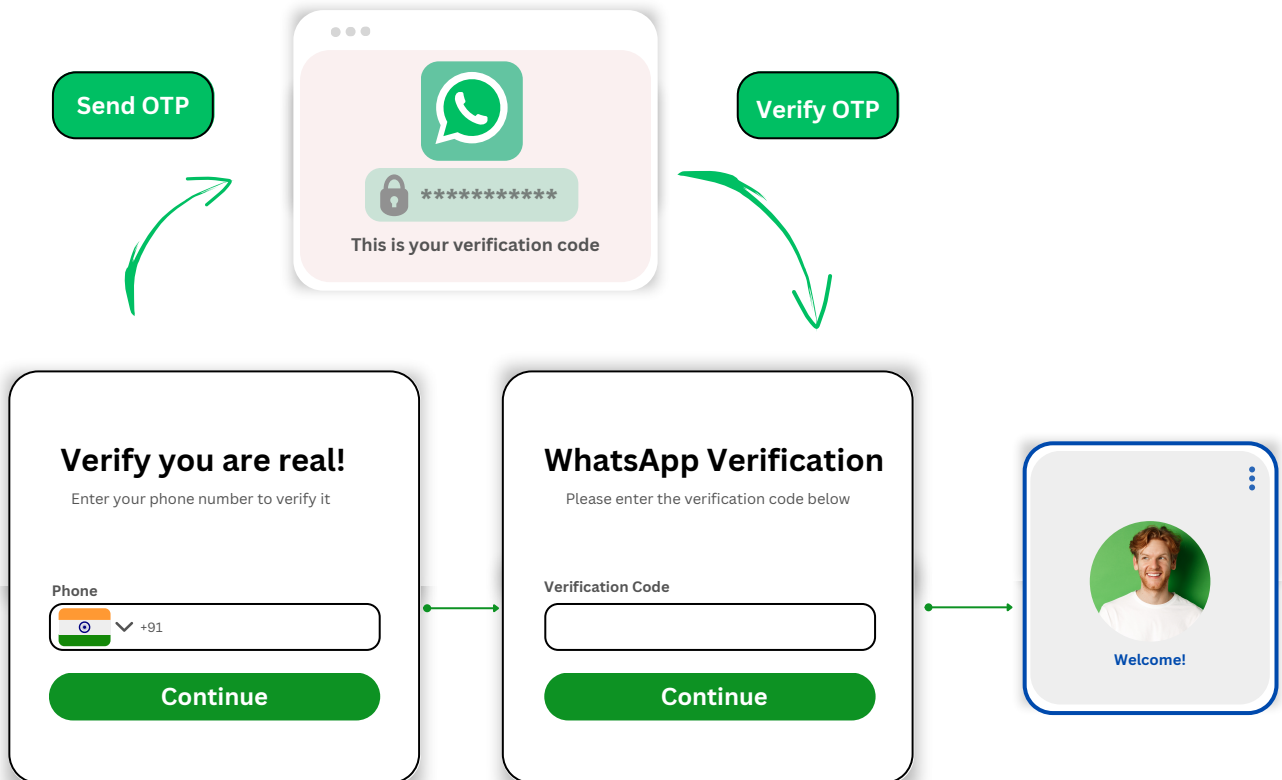 Send OTP
***********
This is your verification code
Verify OTP
Verify you are real!
Enter your phone number to verify it
Phone
+91
Continue
WhatsApp Verification
Please enter the verification code below
Verification Code
Continue
Welcome!